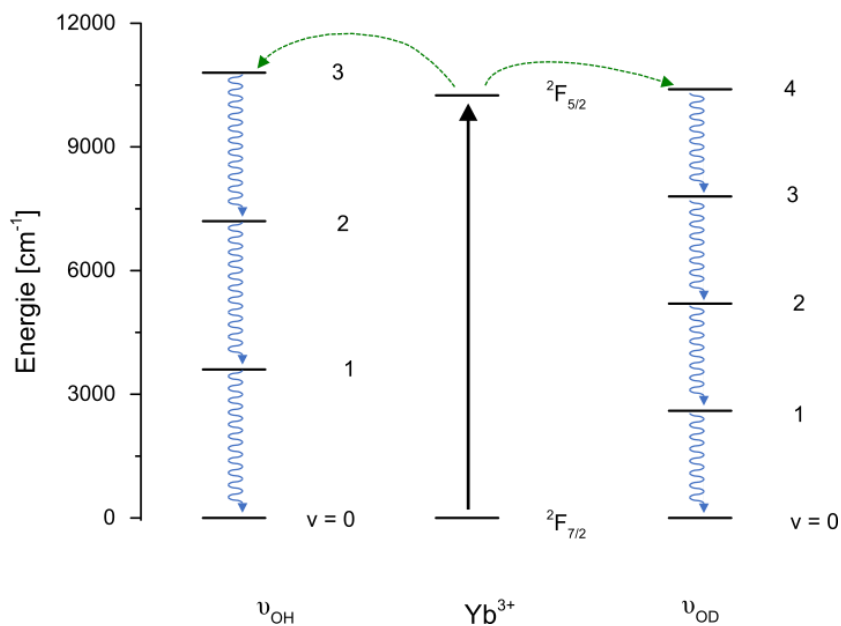 12000
9000
6000
3000
0
Energie [cm⁻¹]
3
2
1
v = 0
²F₅/₂
²F₇/₂
4
3
2
1
v = 0
υOH
Yb³⁺
υOD